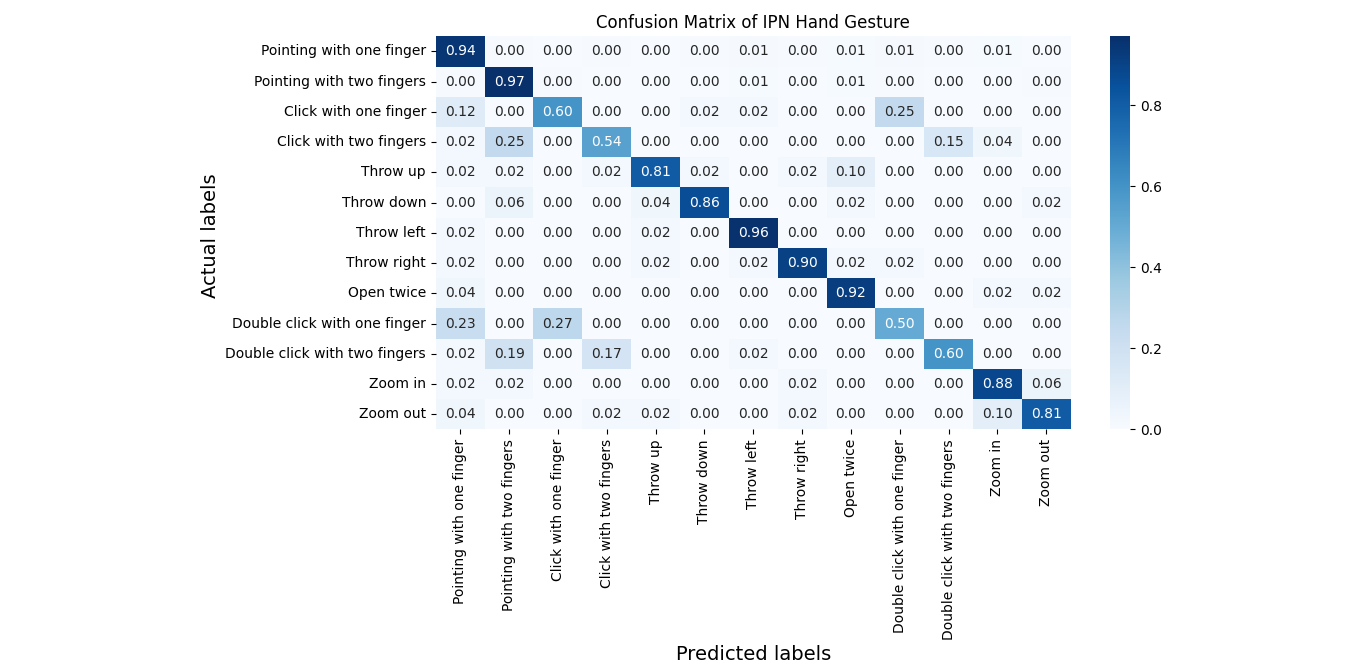 Confusion Matrix of IPN Hand Gesture
Pointing with one finger 0.94 0.00 0.00 0.00 0.00 0.00 0.01 0.00 0.01 0.01 0.00 0.01 0.00
Pointing with two fingers 0.00 0.97 0.00 0.00 0.00 0.00 0.01 0.00 0.01 0.00 0.00 0.00 0.00
Click with one finger 0.12 0.00 0.60 0.00 0.00 0.02 0.02 0.00 0.00 0.25 0.00 0.00 0.00
Click with two fingers 0.02 0.25 0.00 0.54 0.00 0.00 0.00 0.00 0.00 0.00 0.15 0.04 0.00
Throw up 0.02 0.02 0.00 0.02 0.81 0.02 0.00 0.02 0.10 0.00 0.00 0.00 0.00
Throw down 0.00 0.06 0.00 0.00 0.04 0.86 0.00 0.00 0.02 0.00 0.00 0.00 0.02
Throw left 0.02 0.00 0.00 0.00 0.02 0.00 0.96 0.00 0.00 0.00 0.00 0.00 0.00
Throw right 0.02 0.00 0.00 0.00 0.02 0.00 0.02 0.90 0.02 0.02 0.00 0.00 0.00
Open twice 0.04 0.00 0.00 0.00 0.00 0.00 0.00 0.00 0.92 0.00 0.00 0.02 0.02
Double click with one finger 0.23 0.00 0.27 0.00 0.00 0.00 0.00 0.00 0.00 0.50 0.00 0.00 0.00
Double click with two fingers 0.02 0.19 0.00 0.17 0.00 0.00 0.02 0.00 0.00 0.00 0.60 0.00 0.00
Zoom in 0.02 0.02 0.00 0.00 0.00 0.00 0.00 0.02 0.00 0.00 0.00 0.88 0.06
Zoom out 0.04 0.00 0.00 0.02 0.02 0.00 0.00 0.02 0.00 0.00 0.00 0.10 0.81
Actual labels
Pointing with one finger
Pointing with two fingers
Click with one finger
Click with two fingers
Throw up
Throw down
Throw left
Throw right
Open twice
Double click with one finger
Double click with two fingers
Zoom in
Zoom out
Predicted labels
0.8
0.6
0.4
0.2
0.0